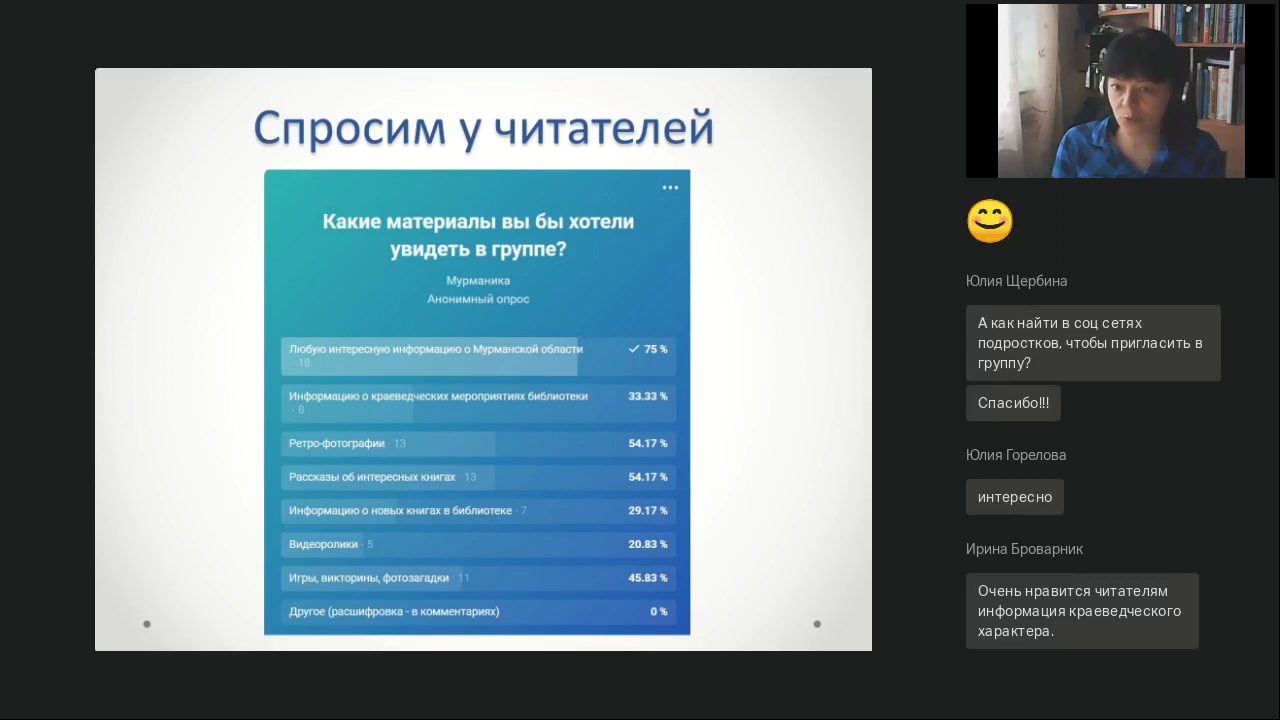 Спросим у читателей
Какие материалы вы бы хотели
увидеть в группе?
Мурманика
Анонимный опрос
Любую интересную информацию о Мурманской области
· 18
75 %
Информацию о краеведческих мероприятиях библиотеки
· 8
33.33 %
Ретро-фотографии · 13
54.17 %
Рассказы об интересных книгах · 13
54.17 %
Информацию о новых книгах в библиотеке · 7
29.17 %
Видеоролики · 5
20.83 %
Игры, викторины, фотозагадки · 11
45.83 %
Другое (расшифровка - в комментариях)
0 %
Юлия Щербина
А как найти в соц сетях
подростков, чтобы пригласить в
группу?
Спасибо!!!
Юлия Горелова
интересно
Ирина Броварник
Очень нравится читателям
информация краеведческого
характера.